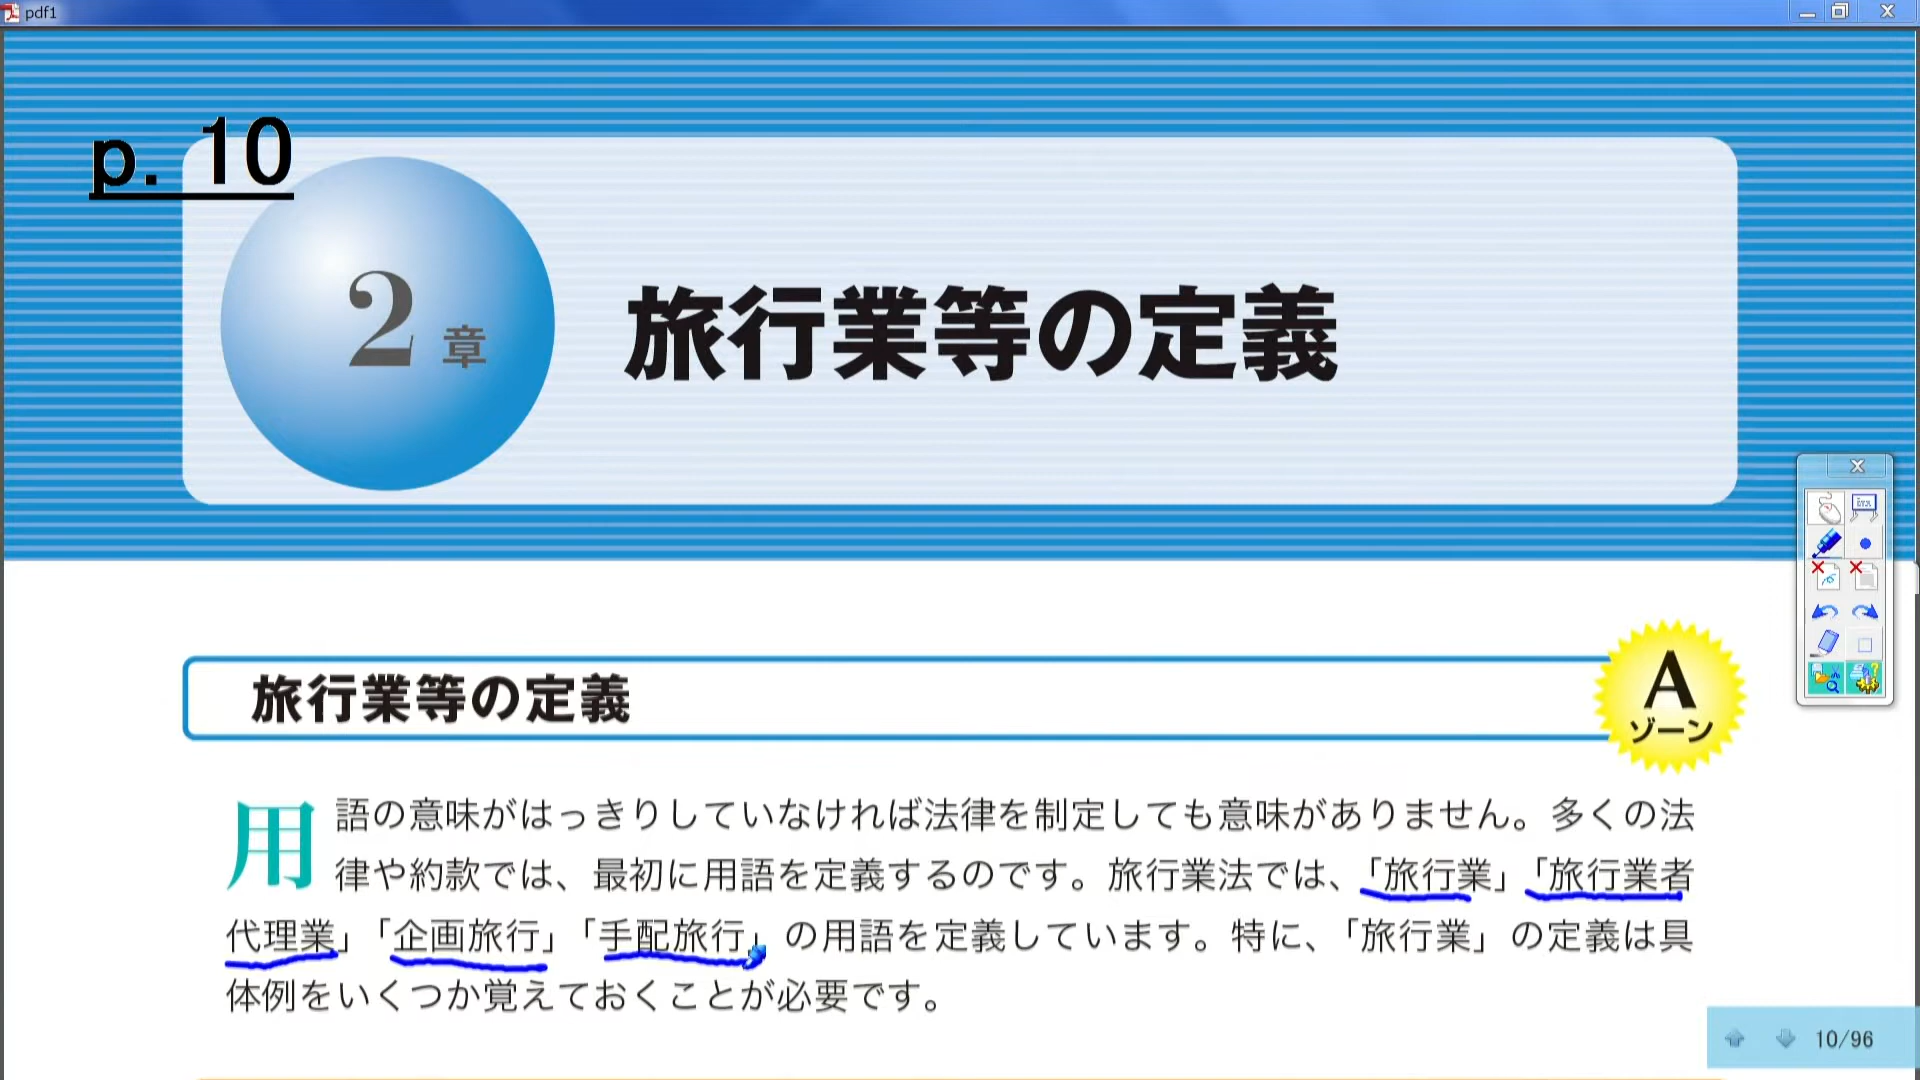 pdf1
p. 10
2章
旅行業等の定義
旅行業等の定義
A
ゾーン
用語の意味がはっきりしていなければ法律を制定しても意味がありません。多くの法
律や約款では、最初に用語を定義するのです。旅行業法では、「旅行業」「旅行業者
代理業」「企画旅行」「手配旅行」の用語を定義しています。特に、「旅行業」の定義は具
体例をいくつか覚えておくことが必要です。
10/96